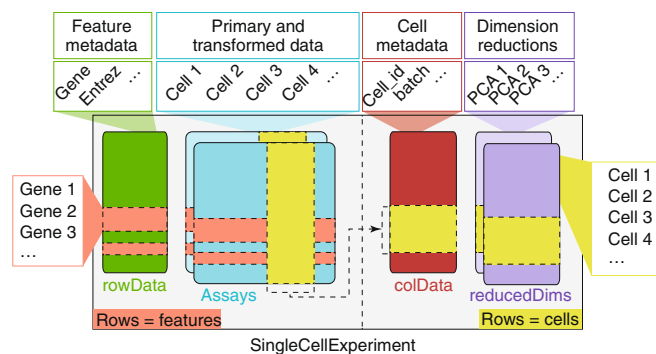 Feature
metadata
Primary and
transformed data
Cell
metadata
Dimension
reductions
Gene
Entrez
...
Cell 1
Cell 2
Cell 3
Cell 4
...
Cell_id
batch
...
PCA 1
PCA 2
PCA 3
...
Gene 1
Gene 2
Gene 3
...
Cell 1
Cell 2
Cell 3
Cell 4
...
rowData
Assays
colData
reducedDims
Rows = features
Rows = cells
SingleCellExperiment